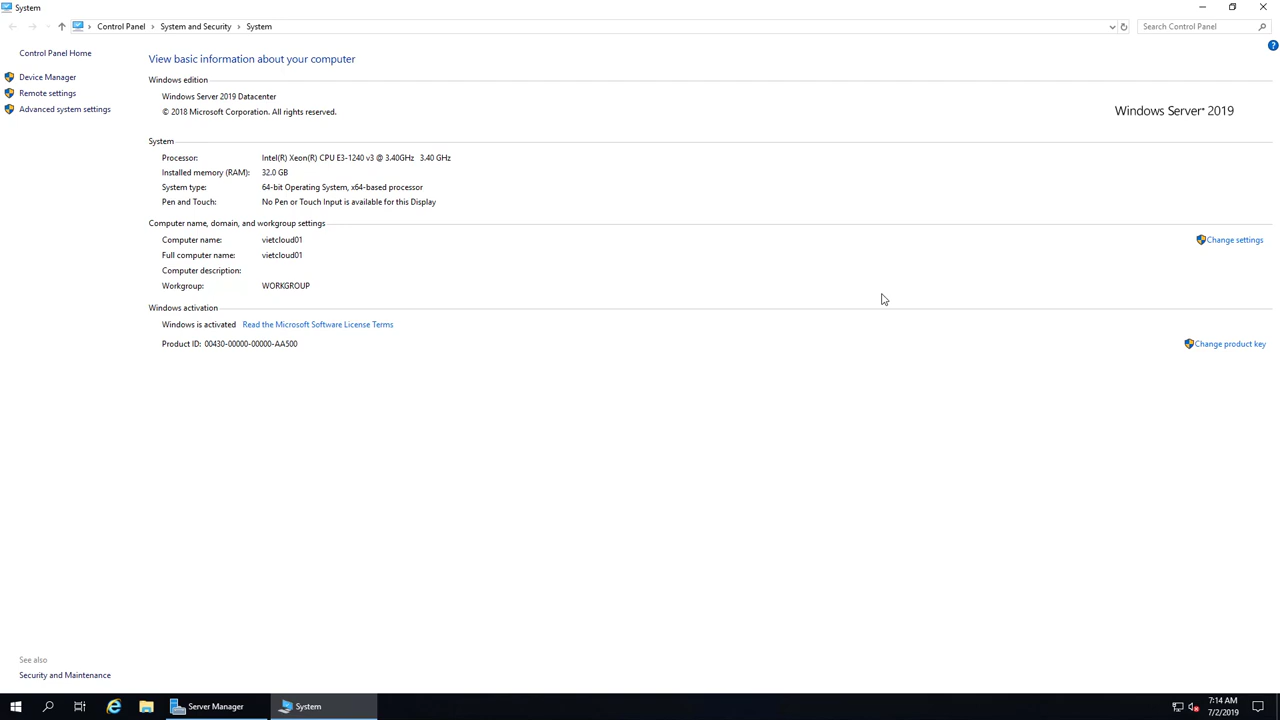 System
Control Panel > System and Security > System
Search Control Panel
Control Panel Home
Device Manager
Remote settings
Advanced system settings
View basic information about your computer
Windows edition
Windows Server 2019 Datacenter
© 2018 Microsoft Corporation. All rights reserved.
Windows Server® 2019
System
Processor: Intel(R) Xeon(R) CPU E3-1240 v3 @ 3.40GHz 3.40 GHz
Installed memory (RAM): 32.0 GB
System type: 64-bit Operating System, x64-based processor
Pen and Touch: No Pen or Touch Input is available for this Display
Computer name, domain, and workgroup settings
Computer name: vietcloud01
Change settings
Full computer name: vietcloud01
Computer description:
Workgroup: WORKGROUP
Windows activation
Windows is activated Read the Microsoft Software License Terms
Product ID: 00430-00000-00000-AA500
Change product key
See also
Security and Maintenance
Server Manager
System
7:14 AM
7/2/2019